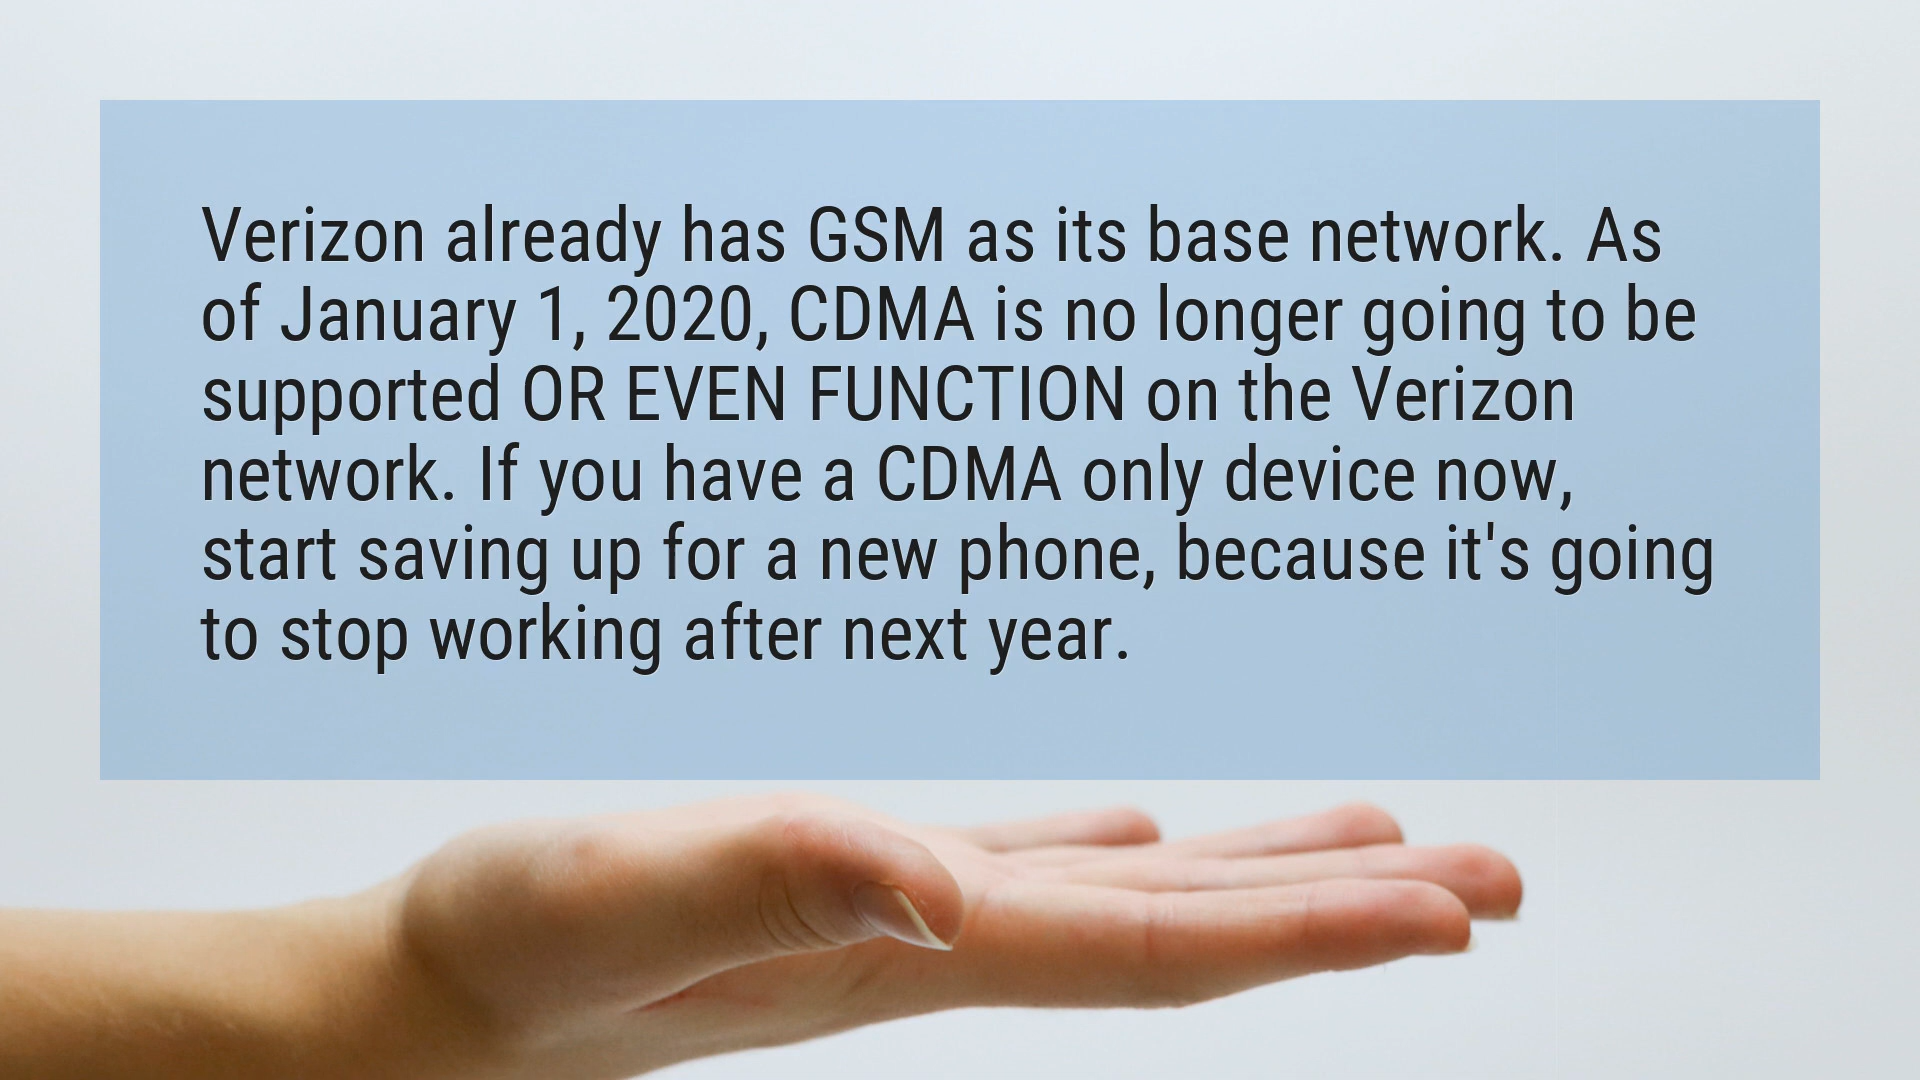 Verizon already has GSM as its base network. As
of January 1, 2020, CDMA is no longer going to be
supported OR EVEN FUNCTION on the Verizon
network. If you have a CDMA only device now,
start saving up for a new phone, because it's going
to stop working after next year.